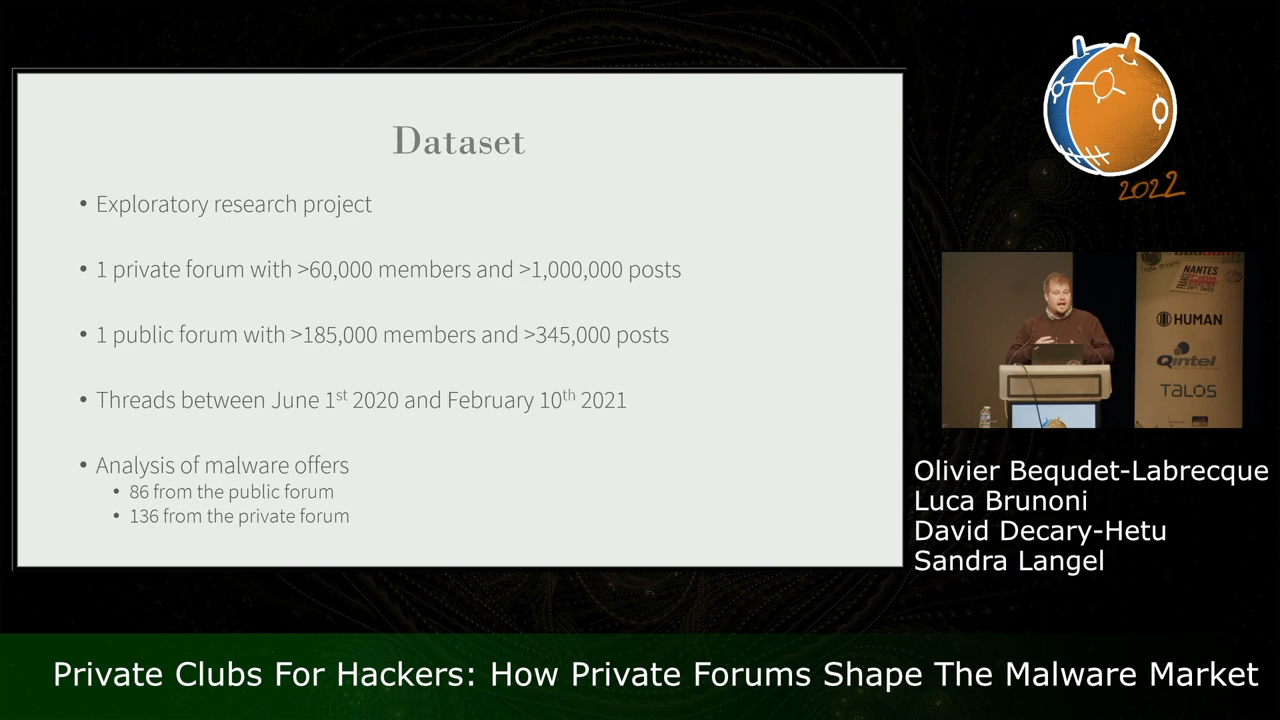 Dataset
• Exploratory research project
• 1 private forum with >60,000 members and >1,000,000 posts
• 1 public forum with >185,000 members and >345,000 posts
• Threads between June 1st 2020 and February 10th 2021
• Analysis of malware offers
• 86 from the public forum
• 136 from the private forum
2022
NANTES
HUMAN
Qintel
TALOS
Olivier Bequdet-Labrecque
Luca Brunoni
David Decary-Hetu
Sandra Langel
Private Clubs For Hackers: How Private Forums Shape The Malware Market